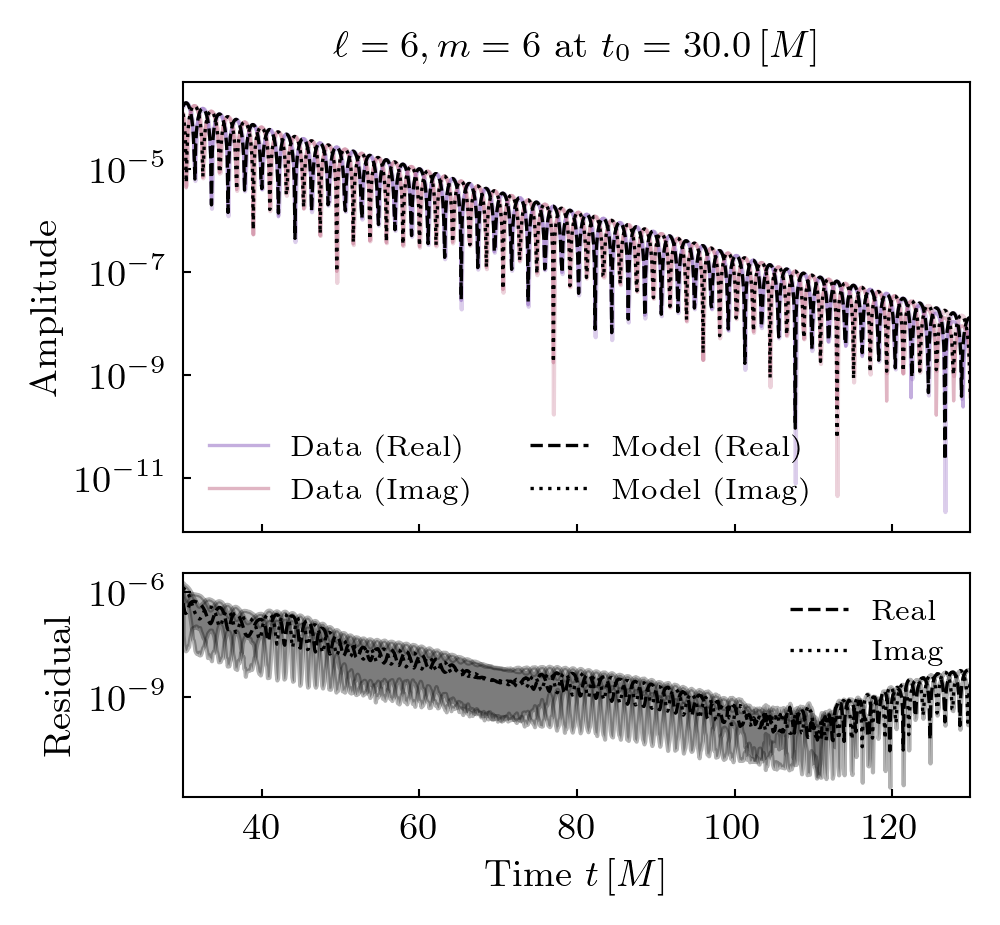 ℓ = 6, m = 6 at t₀ = 30.0 [M]
Amplitude
10⁻⁵
10⁻⁷
10⁻⁹
10⁻¹¹
Data (Real)
Data (Imag)
Model (Real)
Model (Imag)
Residual
10⁻⁶
10⁻⁹
Real
Imag
40 60 80 100 120
Time t [M]